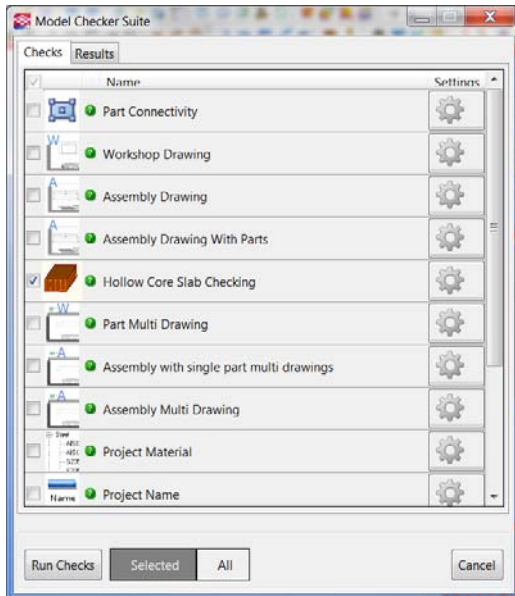 Model Checker Suite
Checks Results
Name Settings
Part Connectivity
W
Workshop Drawing
A
Assembly Drawing
A
Assembly Drawing With Parts
Hollow Core Slab Checking
W
Part Multi Drawing
A
Assembly with single part multi drawings
A
Assembly Multi Drawing
Steel
Project Material
Name Project Name
Run Checks Selected All Cancel